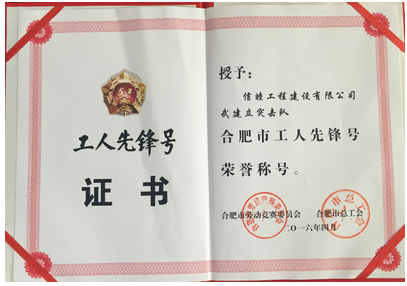 工人先锋号
证书
授予：
信睦工程建设有限公司
武建立突击队
合肥市工人先锋号
荣誉称号。
合肥市劳动竞赛委员会 合肥市总工会
二〇一六年四月